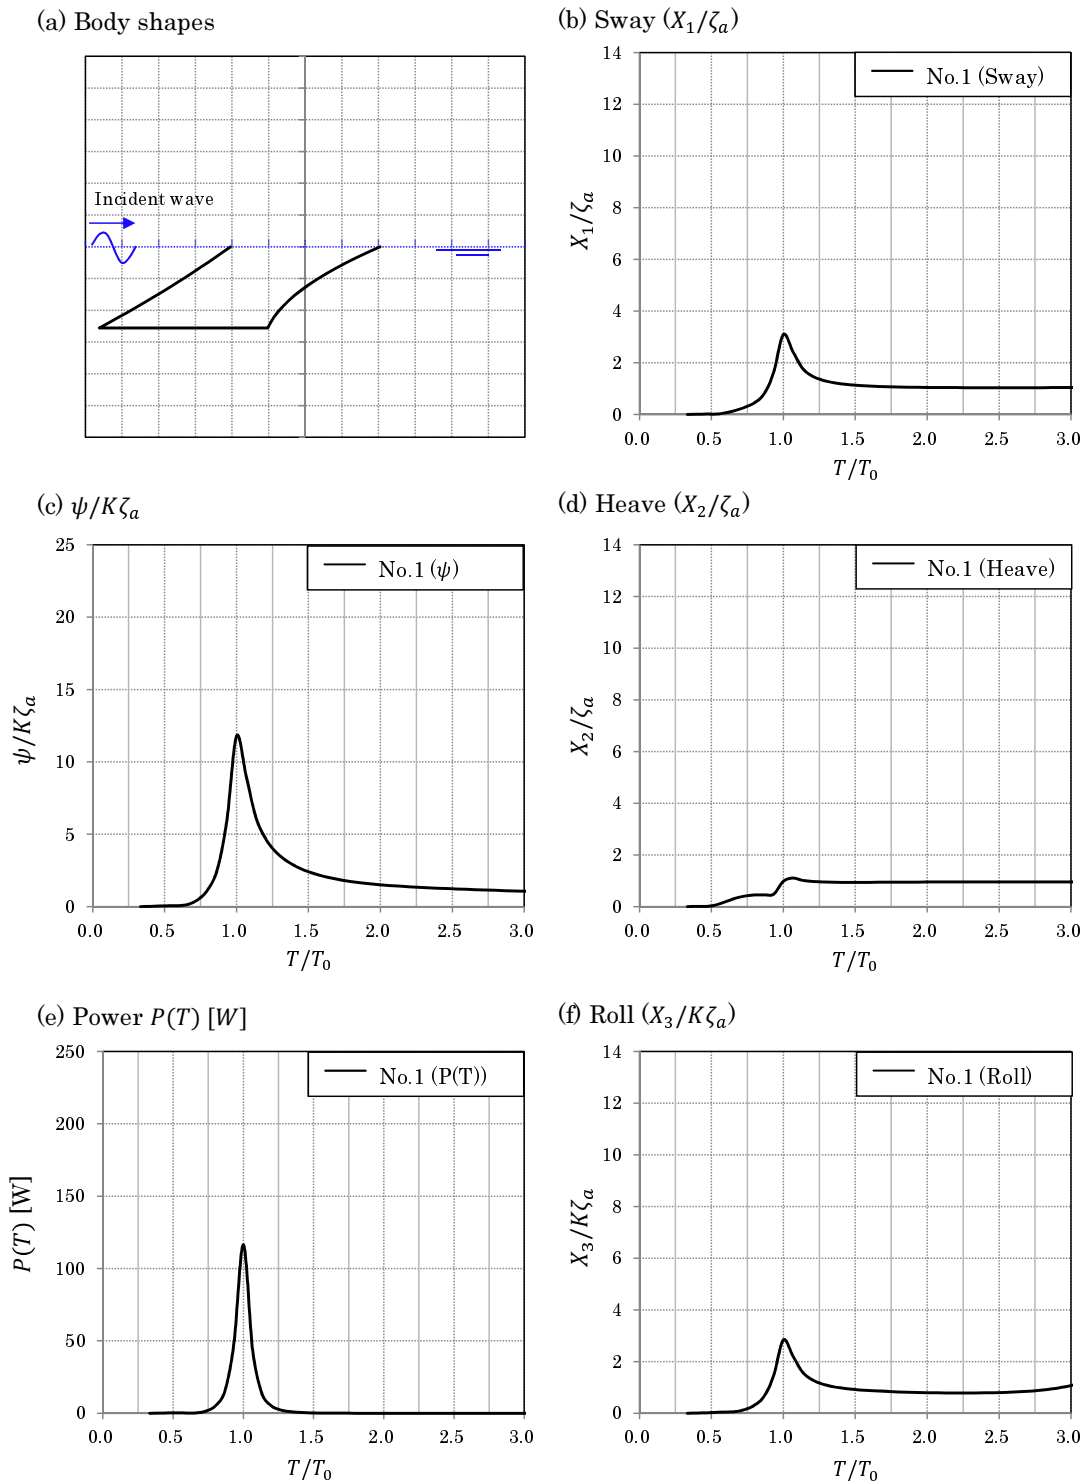 (a) Body shapes
Incident wave
(b) Sway (X₁/ζₐ)
No.1 (Sway)
X₁/ζₐ
14
12
10
8
6
4
2
0
0.0 0.5 1.0 1.5 2.0 2.5 3.0
T/T₀
(c) ψ/Kζₐ
No.1 (ψ)
ψ/Kζₐ
25
20
15
10
5
0
0.0 0.5 1.0 1.5 2.0 2.5 3.0
T/T₀
(d) Heave (X₂/ζₐ)
No.1 (Heave)
X₂/ζₐ
14
12
10
8
6
4
2
0
0.0 0.5 1.0 1.5 2.0 2.5 3.0
T/T₀
(e) Power P(T) [W]
No.1 (P(T))
P(T) [W]
250
200
150
100
50
0
0.0 0.5 1.0 1.5 2.0 2.5 3.0
T/T₀
(f) Roll (X₃/Kζₐ)
No.1 (Roll)
X₃/Kζₐ
14
12
10
8
6
4
2
0
0.0 0.5 1.0 1.5 2.0 2.5 3.0
T/T₀